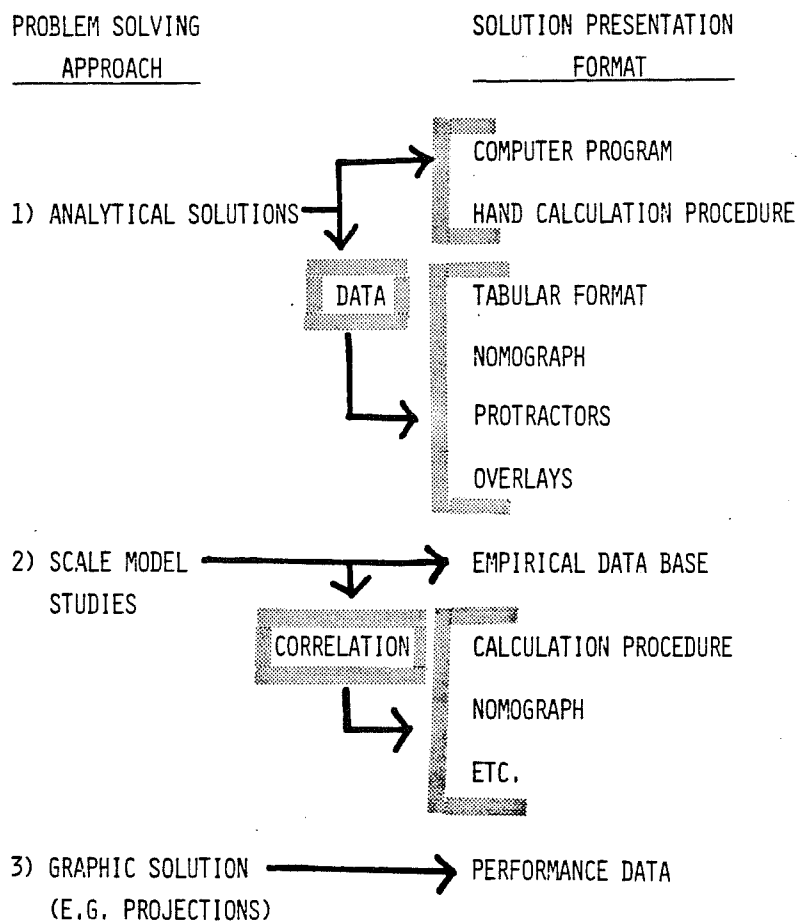 PROBLEM SOLVING
APPROACH
SOLUTION PRESENTATION
FORMAT
1) ANALYTICAL SOLUTIONS
COMPUTER PROGRAM
HAND CALCULATION PROCEDURE
DATA
TABULAR FORMAT
NOMOGRAPH
PROTRACTORS
OVERLAYS
2) SCALE MODEL
STUDIES
EMPIRICAL DATA BASE
CORRELATION
CALCULATION PROCEDURE
NOMOGRAPH
ETC.
3) GRAPHIC SOLUTION
(E.G. PROJECTIONS)
PERFORMANCE DATA